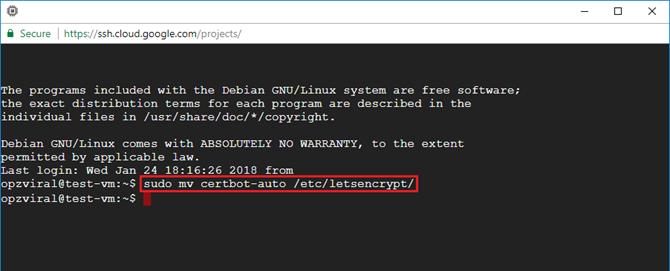 Secure https://ssh.cloud.google.com/projects/
The programs included with the Debian GNU/Linux system are free software;
the exact distribution terms for each program are described in the
individual files in /usr/share/doc/*/copyright.
Debian GNU/Linux comes with ABSOLUTELY NO WARRANTY, to the extent
permitted by applicable law.
Last login: Wed Jan 24 18:16:26 2018 from
opzviral@test-vm:~$ sudo mv certbot-auto /etc/letsencrypt/
opzviral@test-vm:~$